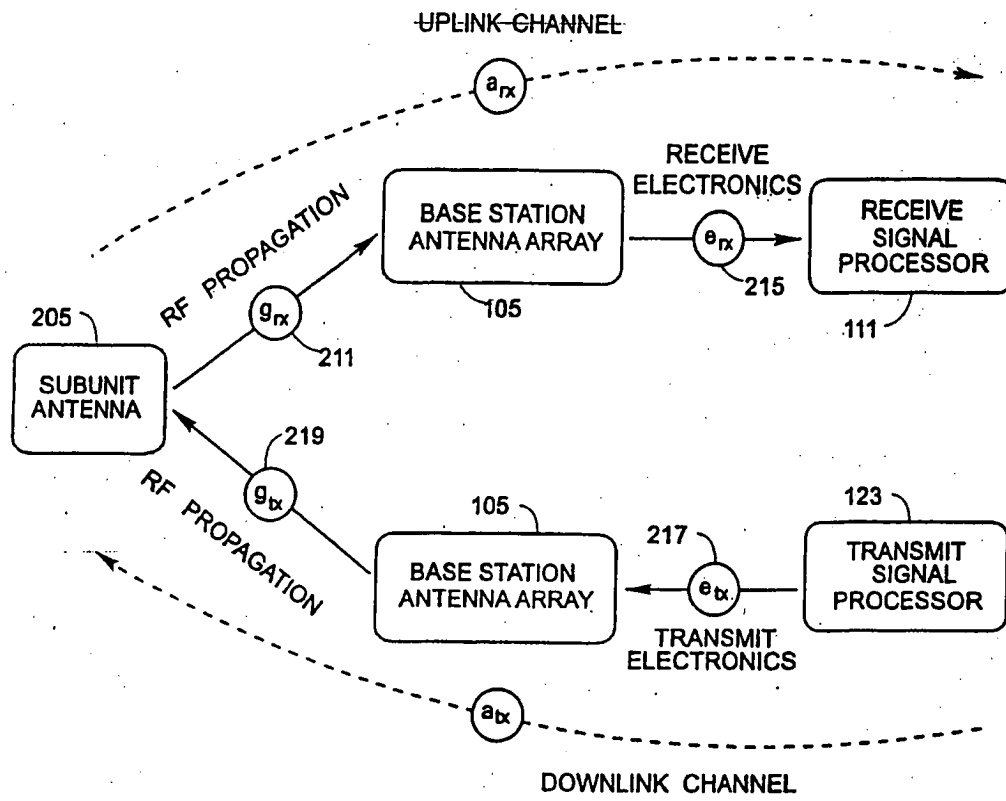 UPLINK CHANNEL
a_rx
RF PROPAGATION
BASE STATION
ANTENNA ARRAY
105
RECEIVE
ELECTRONICS
e_rx
215
RECEIVE
SIGNAL
PROCESSOR
111
g_rx
211
205
SUBUNIT
ANTENNA
219
g_tx
RF PROPAGATION
105
BASE STATION
ANTENNA ARRAY
217
e_tx
TRANSMIT
ELECTRONICS
123
TRANSMIT
SIGNAL
PROCESSOR
a_tx
DOWNLINK CHANNEL